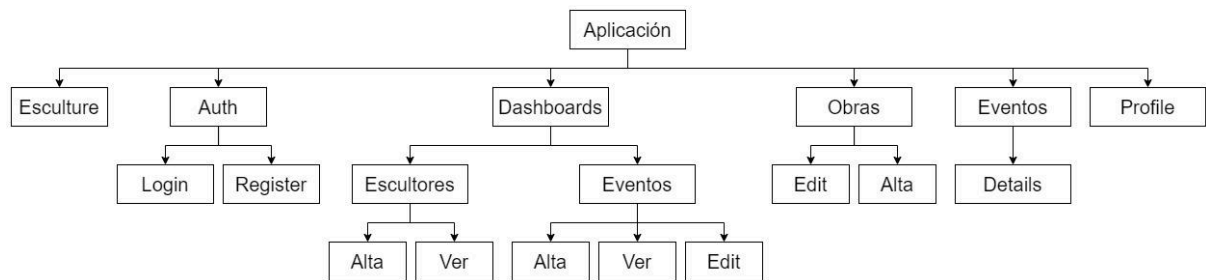 Aplicación
Esculture
Auth
Dashboards
Obras
Eventos
Profile
Login
Register
Escultores
Eventos
Edit
Alta
Details
Alta
Ver
Alta
Ver
Edit